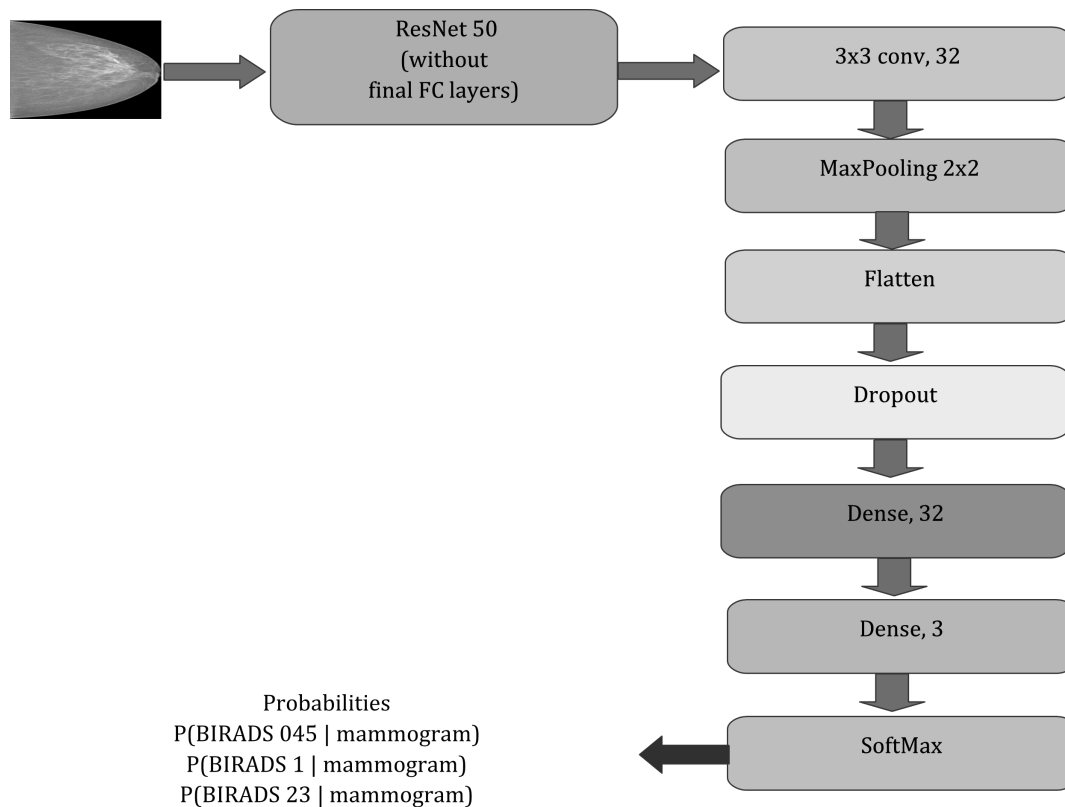 ResNet 50
(without
final FC layers)
3x3 conv, 32
MaxPooling 2x2
Flatten
Dropout
Dense, 32
Dense, 3
SoftMax
Probabilities
P(BIRADS 045 | mammogram)
P(BIRADS 1 | mammogram)
P(BIRADS 23 | mammogram)